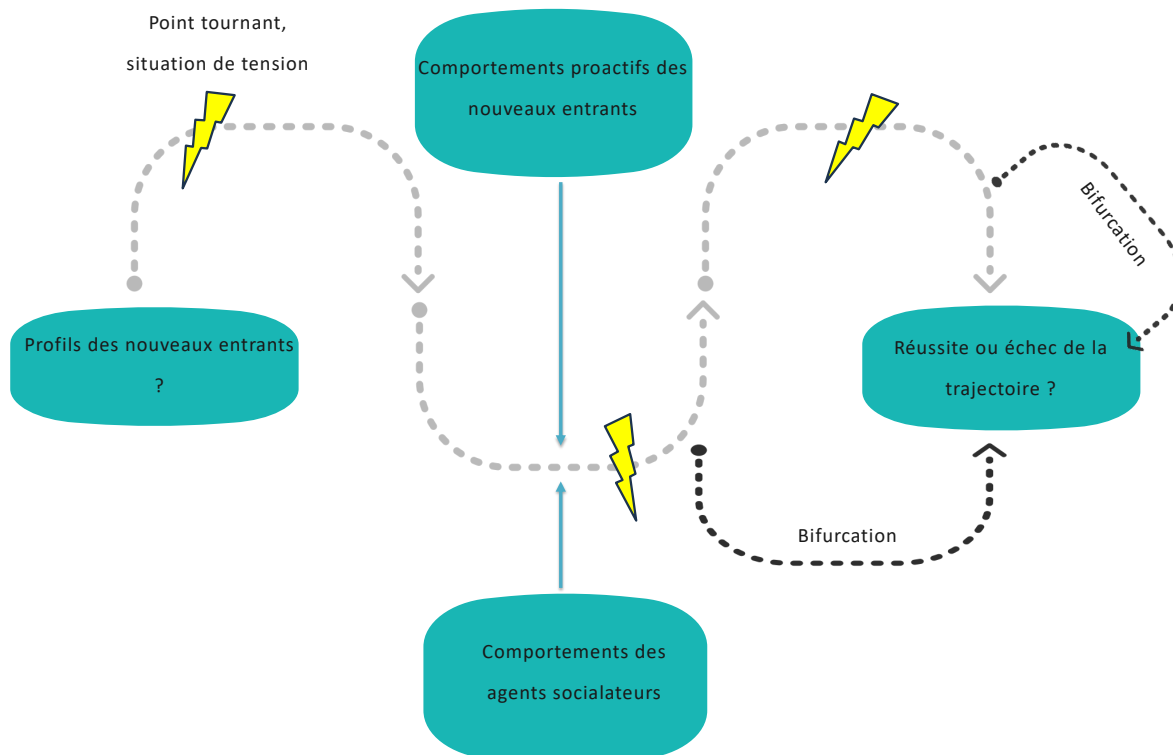 Point tournant,
situation de tension
Comportements proactifs des
nouveaux entrants
Bifurcation
Profils des nouveaux entrants
?
Réussite ou échec de la
trajectoire ?
Bifurcation
Comportements des
agents socialateurs